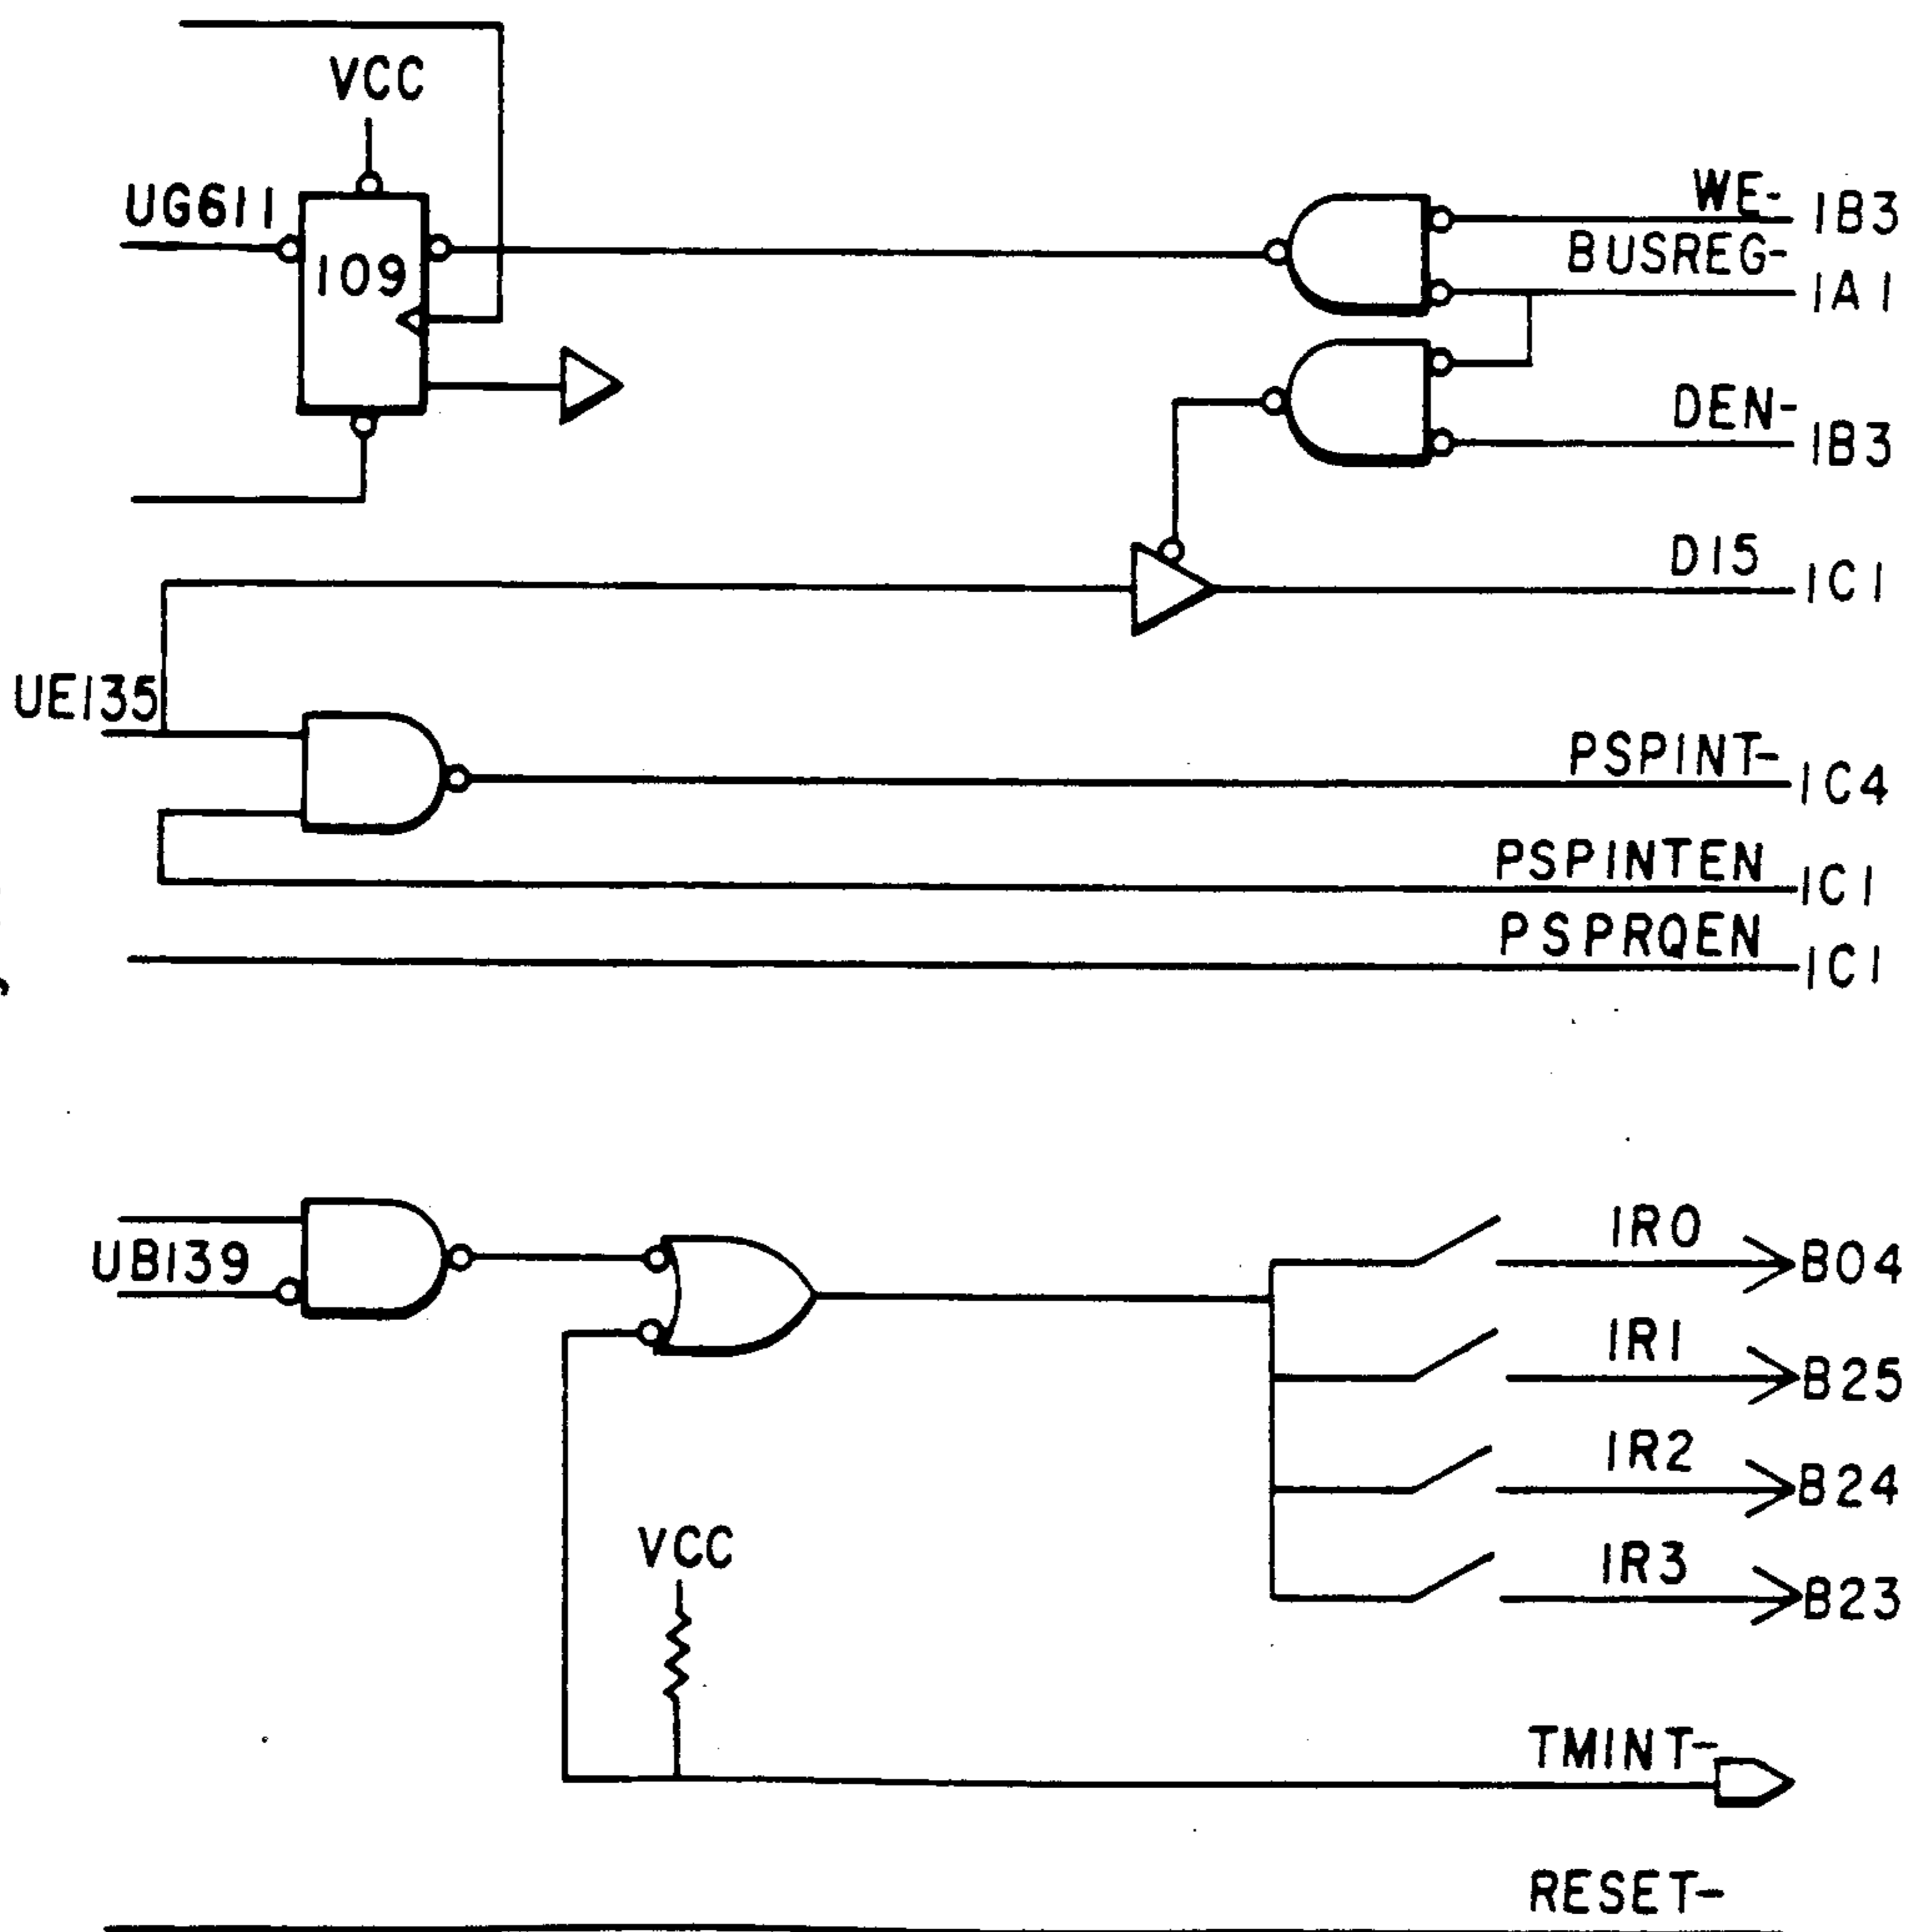 VCC
UG611
109
WE-
1B3
BUSREG-
1A1
DEN-
1B3
D15
1C1
UE135
PSPINT-
1C4
PSPINTEN
1C1
PSPRQEN
1C1
UB139
IR0
B04
IR1
B25
IR2
B24
VCC
IR3
B23
TMINT-
RESET-